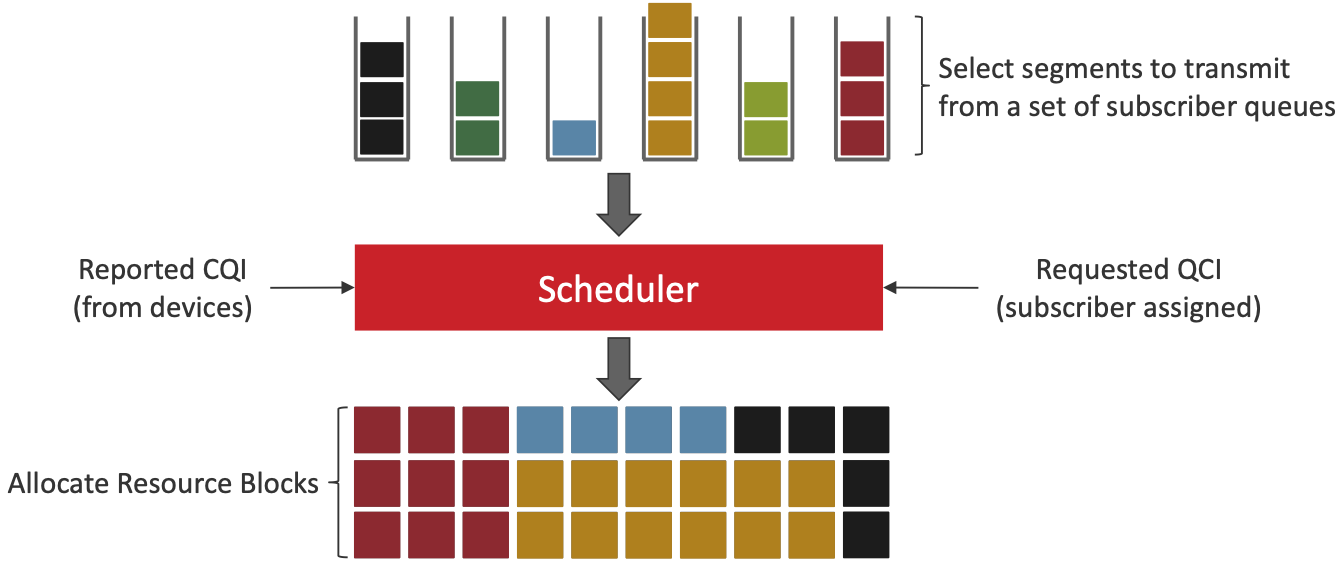 Select segments to transmit
from a set of subscriber queues
Reported CQI
(from devices)
Scheduler
Requested QCI
(subscriber assigned)
Allocate Resource Blocks